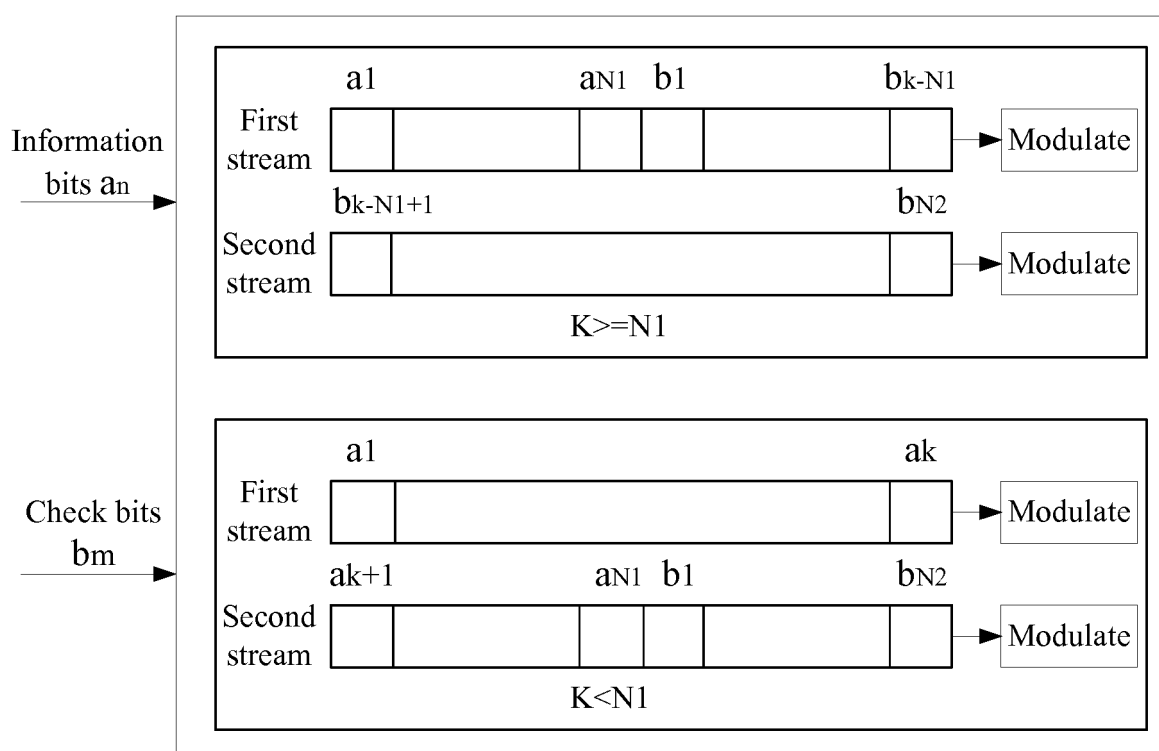 Information
bits an
a1 aN1 b1 bk-N1
First
stream
Modulate
bk-N1+1 bN2
Second
stream
Modulate
K>=N1
Check bits
bm
a1 ak
First
stream
Modulate
ak+1 aN1 b1 bN2
Second
stream
Modulate
K<N1